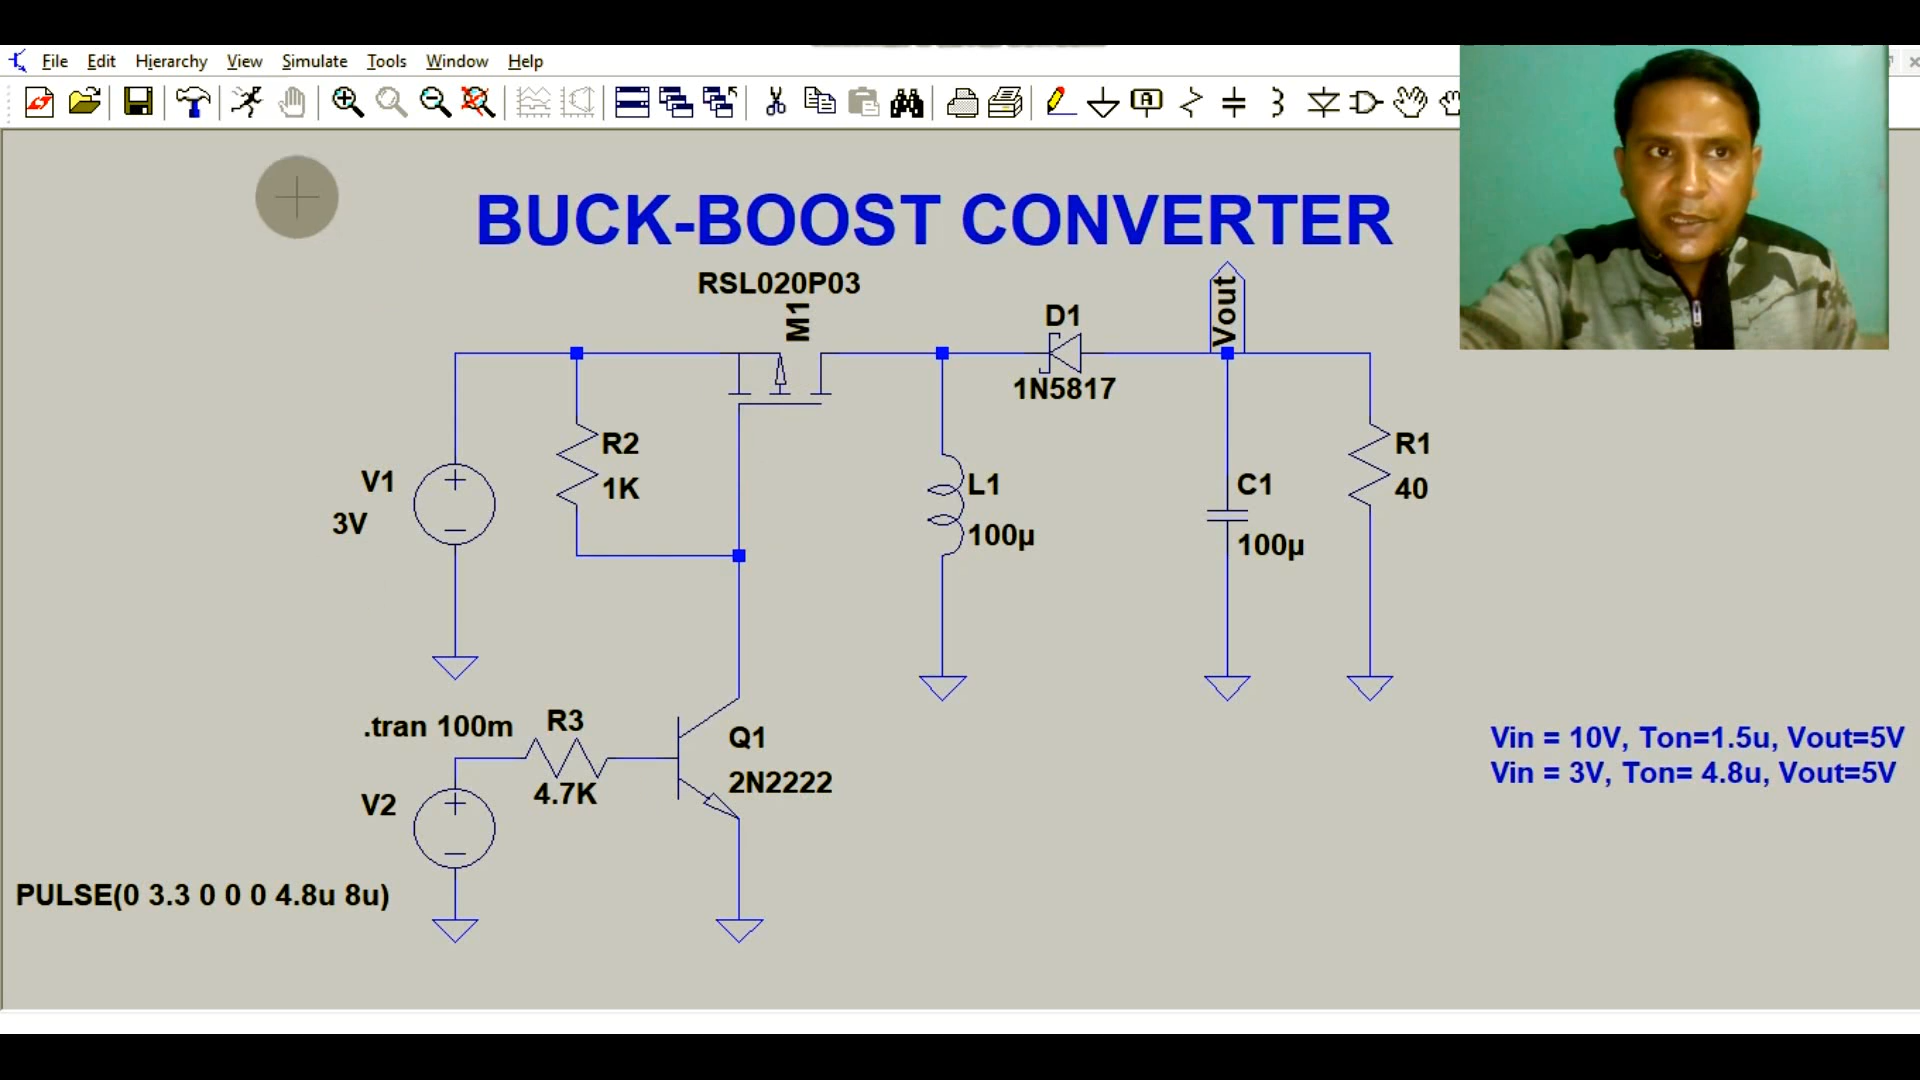 File Edit Hierarchy View Simulate Tools Window Help
BUCK-BOOST CONVERTER
RSL020P03
M1
D1
1N5817
Vout
R2
1K
V1
3V
L1
100µ
C1
100µ
R1
40
.tran 100m
R3
4.7K
Q1
2N2222
V2
PULSE(0 3.3 0 0 0 4.8u 8u)
Vin = 10V, Ton=1.5u, Vout=5V
Vin = 3V, Ton= 4.8u, Vout=5V